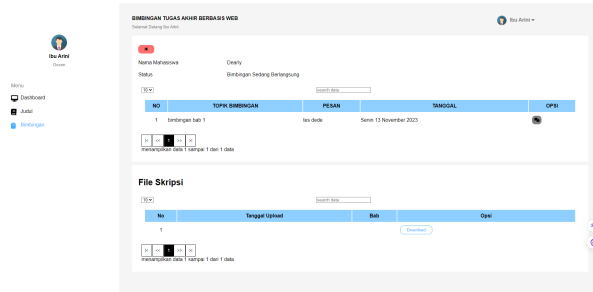 BIMBINGAN TUGAS AKHIR BERBASIS WEB
Selamat Datang Ibu Arini
Ibu Arini
Ibu Arini
Dosen
Menu
Dashboard
Judul
Bimbingan
Nama Mahasiswa Dearly
Status Bimbingan Sedang Berlangsung
10 Search data
NO TOPIK BIMBINGAN PESAN TANGGAL OPSI
1 bimbingan bab 1 tes dede Senin 13 November 2023
|< << 1 >> >|
menampilkan data 1 sampai 1 dari 1 data
File Skripsi
10 Search data
No Tanggal Upload Bab Opsi
1 Download
|< << 1 >> >|
menampilkan data 1 sampai 1 dari 1 data